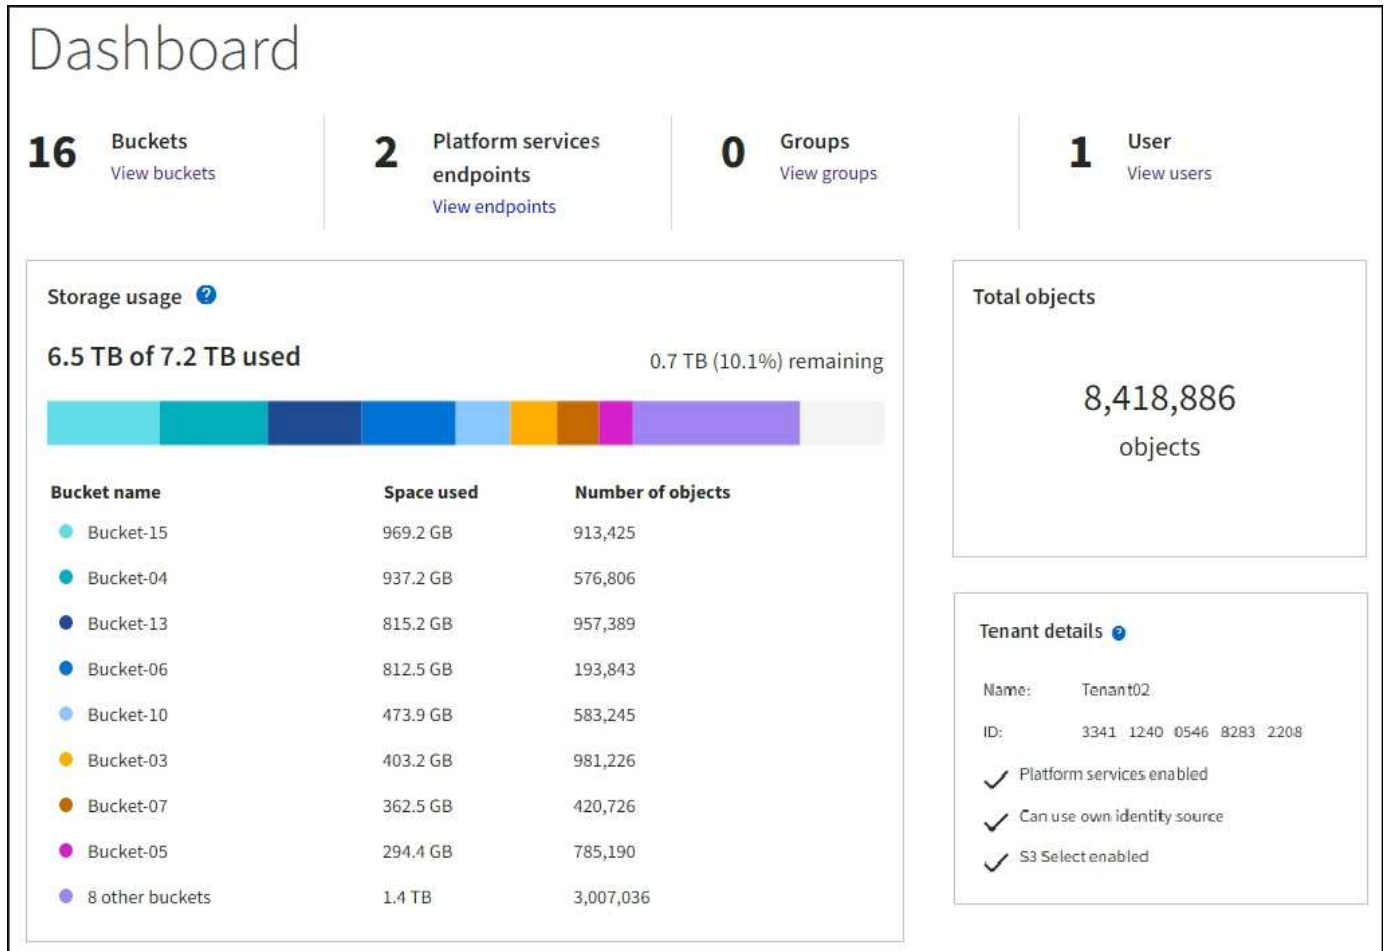 Dashboard
16 Buckets
View buckets
2 Platform services
endpoints
View endpoints
0 Groups
View groups
1 User
View users
Storage usage ?
6.5 TB of 7.2 TB used 0.7 TB (10.1%) remaining
Bucket name Space used Number of objects
Bucket-15 969.2 GB 913,425
Bucket-04 937.2 GB 576,806
Bucket-13 815.2 GB 957,389
Bucket-06 812.5 GB 193,843
Bucket-10 473.9 GB 583,245
Bucket-03 403.2 GB 981,226
Bucket-07 362.5 GB 420,726
Bucket-05 294.4 GB 785,190
8 other buckets 1.4 TB 3,007,036
Total objects
8,418,886
objects
Tenant details ?
Name: Tenant02
ID: 3341 1240 0546 8283 2208
Platform services enabled
Can use own identity source
S3 Select enabled